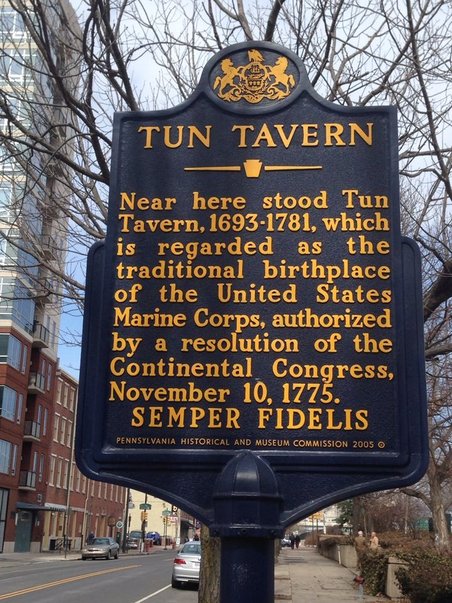 TUN TAVERN
Near here stood Tun
Tavern, 1693-1781, which
is regarded as the
traditional birthplace
of the United States
Marine Corps, authorized
by a resolution of the
Continental Congress,
November 10, 1775.
SEMPER FIDELIS
PENNSYLVANIA HISTORICAL AND MUSEUM COMMISSION 2005